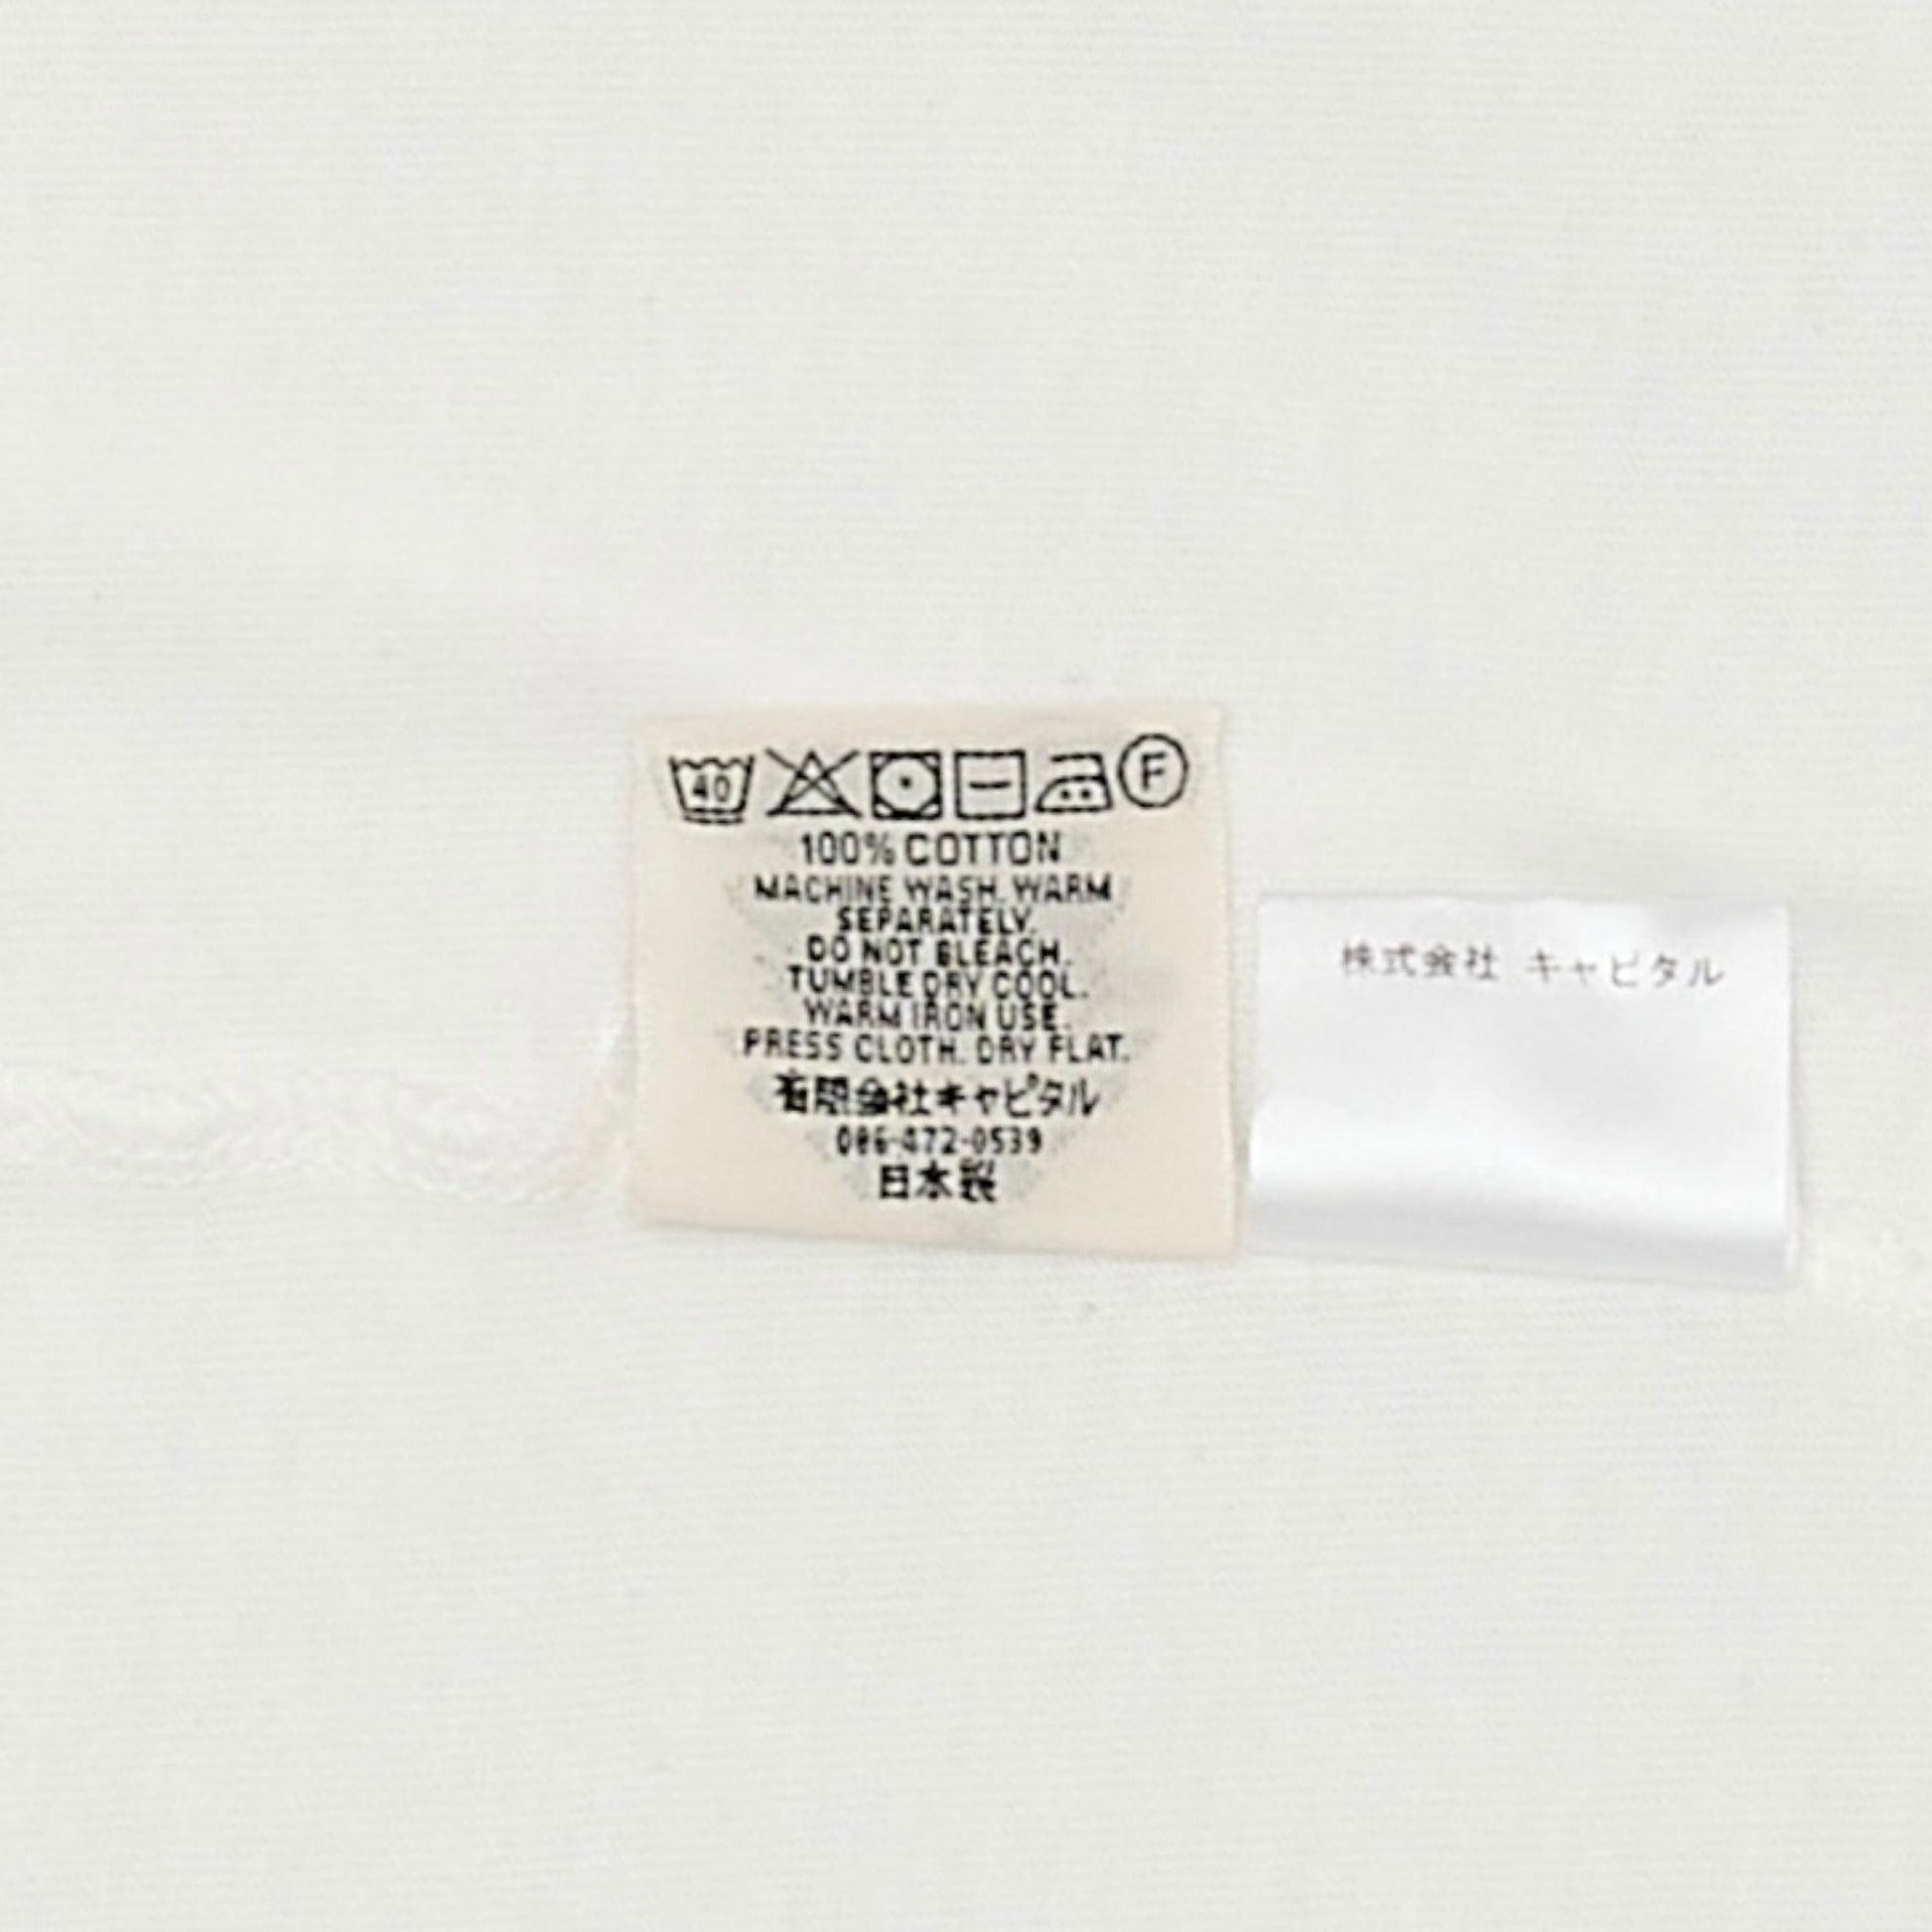 40 F
100% COTTON
MACHINE WASH. WARM
SEPARATELY.
DO NOT BLEACH.
TUMBLE DRY COOL.
WARM IRON USE.
PRESS CLOTH. DRY FLAT.
有限会社キャピタル
086-472-0539
日本製
株式会社 キャピタル